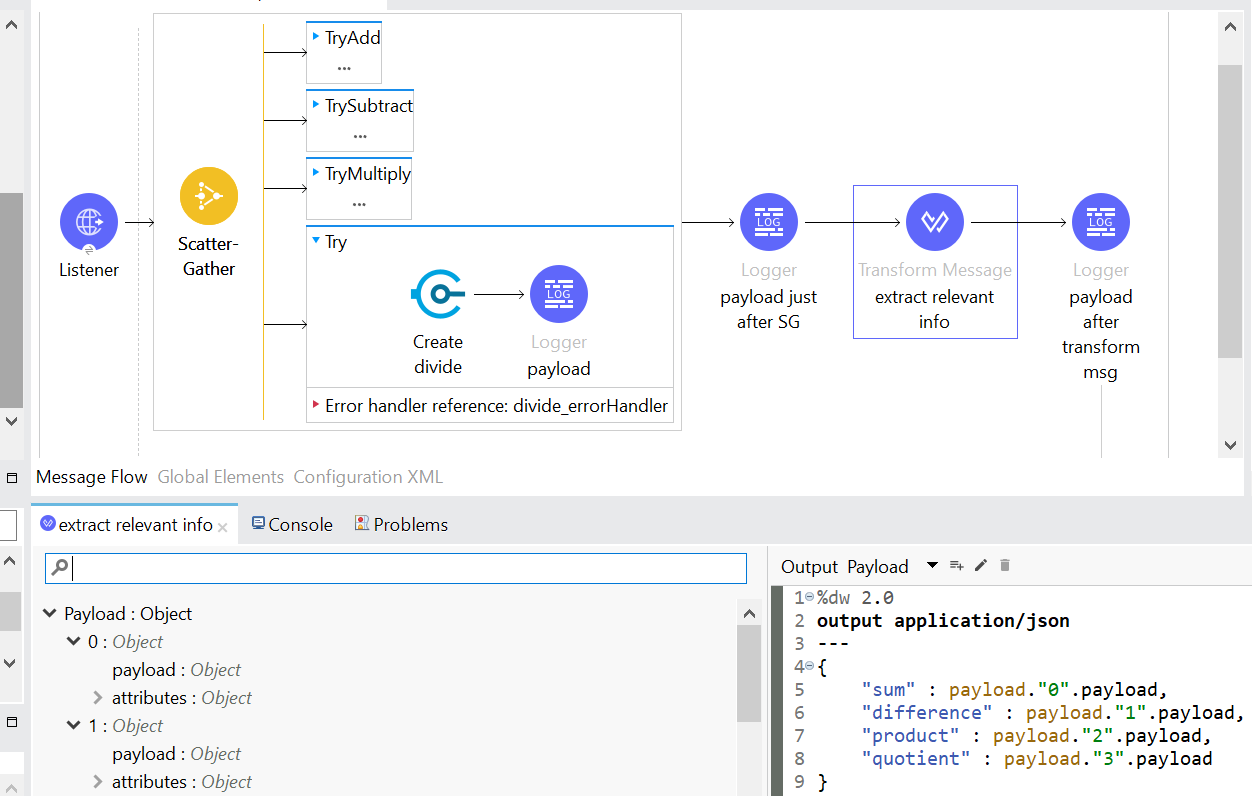 TryAdd
...
TrySubtract
...
TryMultiply
...
Try
LOG
Create
divide
Logger
payload
Error handler reference: divide_errorHandler
Listener
Scatter-
Gather
LOG
Logger
payload just
after SG
Transform Message
extract relevant
info
LOG
Logger
payload
after
transform
msg
Message Flow Global Elements Configuration XML
extract relevant info Console Problems
Payload : Object
0 : Object
payload : Object
attributes : Object
1 : Object
payload : Object
attributes : Object
Output Payload
1 %dw 2.0
2 output application/json
3 ---
4 {
5 "sum" : payload."0".payload,
6 "difference" : payload."1".payload,
7 "product" : payload."2".payload,
8 "quotient" : payload."3".payload
9 }